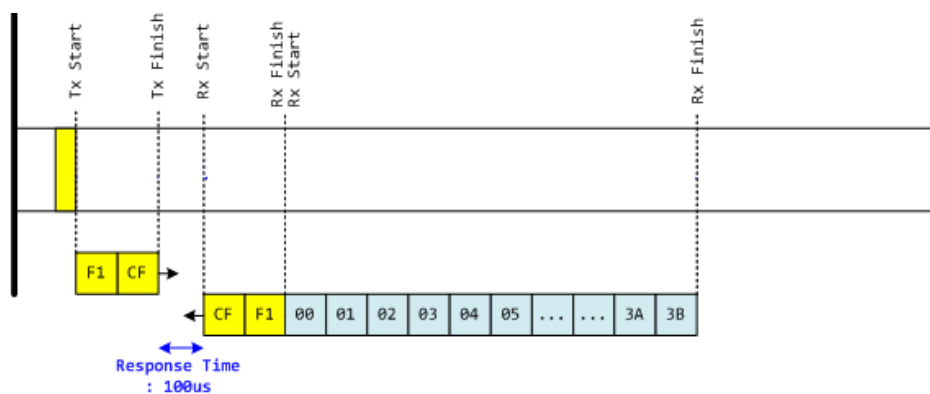 Tx Start
Tx Finish
Rx Start
Rx Finish
Rx Start
Rx Finish
F1 CF
CF F1 00 01 02 03 04 05 ... ... 3A 3B
Response Time
: 100us